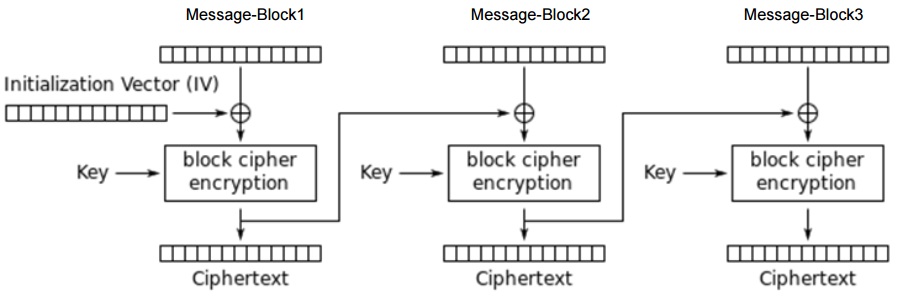 Message-Block1
Message-Block2
Message-Block3
Initialization Vector (IV)
Key
block cipher
encryption
Key
block cipher
encryption
Key
block cipher
encryption
Ciphertext
Ciphertext
Ciphertext